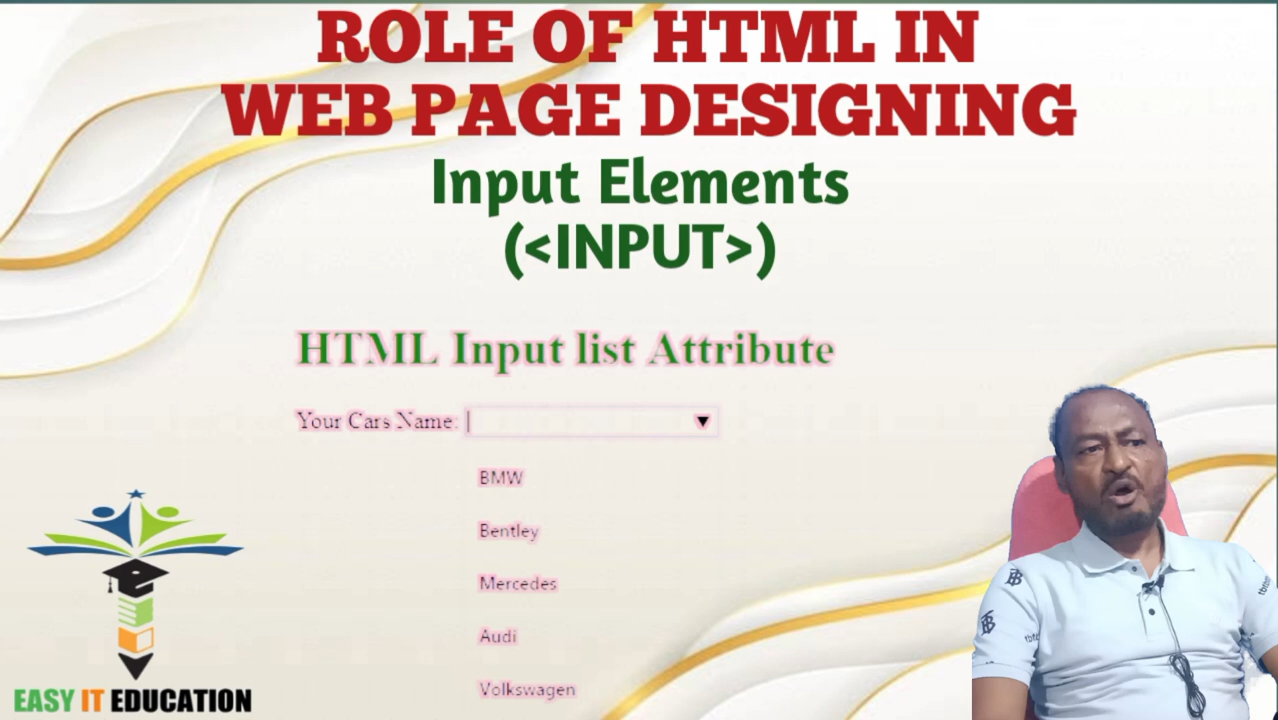 ROLE OF HTML IN
WEB PAGE DESIGNING
Input Elements
(<INPUT>)
HTML Input list Attribute
Your Cars Name:
BMW
Bentley
Mercedes
Audi
Volkswagen
EASY IT EDUCATION